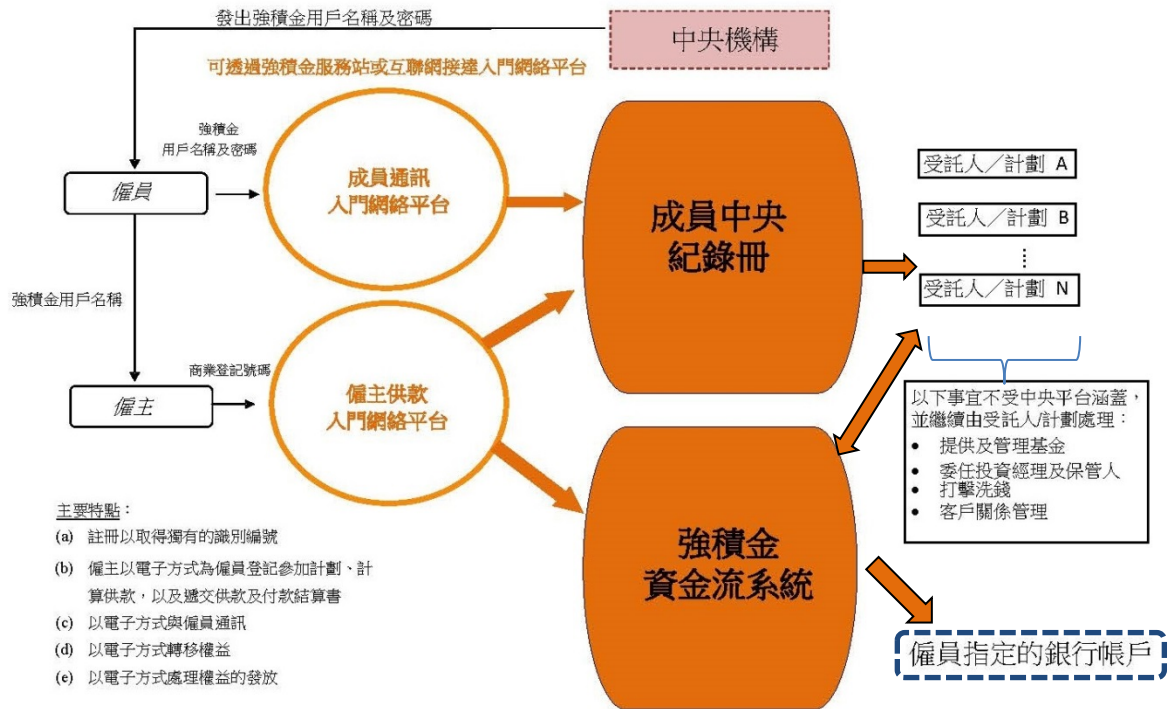 發出強積金用戶名稱及密碼
中央機構
可透過強積金服務站或互聯網接達入門網絡平台
強積金
用戶名稱及密碼
僱員
成員通訊
入門網絡平台
成員中央
紀錄冊
受託人／計劃 A
受託人／計劃 B
受託人／計劃 N
強積金用戶名稱
商業登記號碼
僱主
僱主供款
入門網絡平台
以下事宜不受中央平台涵蓋，
並繼續由受託人/計劃處理：
• 提供及管理基金
• 委任投資經理及保管人
• 打擊洗錢
• 客戶關係管理
強積金
資金流系統
僱員指定的銀行帳戶
主要特點：
(a) 註冊以取得獨有的識別編號
(b) 僱主以電子方式為僱員登記參加計劃、計
算供款，以及遞交供款及付款結算書
(c) 以電子方式與僱員通訊
(d) 以電子方式轉移權益
(e) 以電子方式處理權益的發放